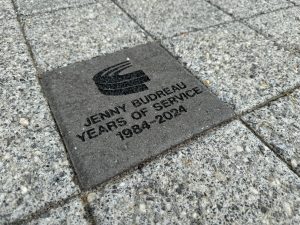 JENNY BUDREAU
YEARS OF SERVICE
1984-2024